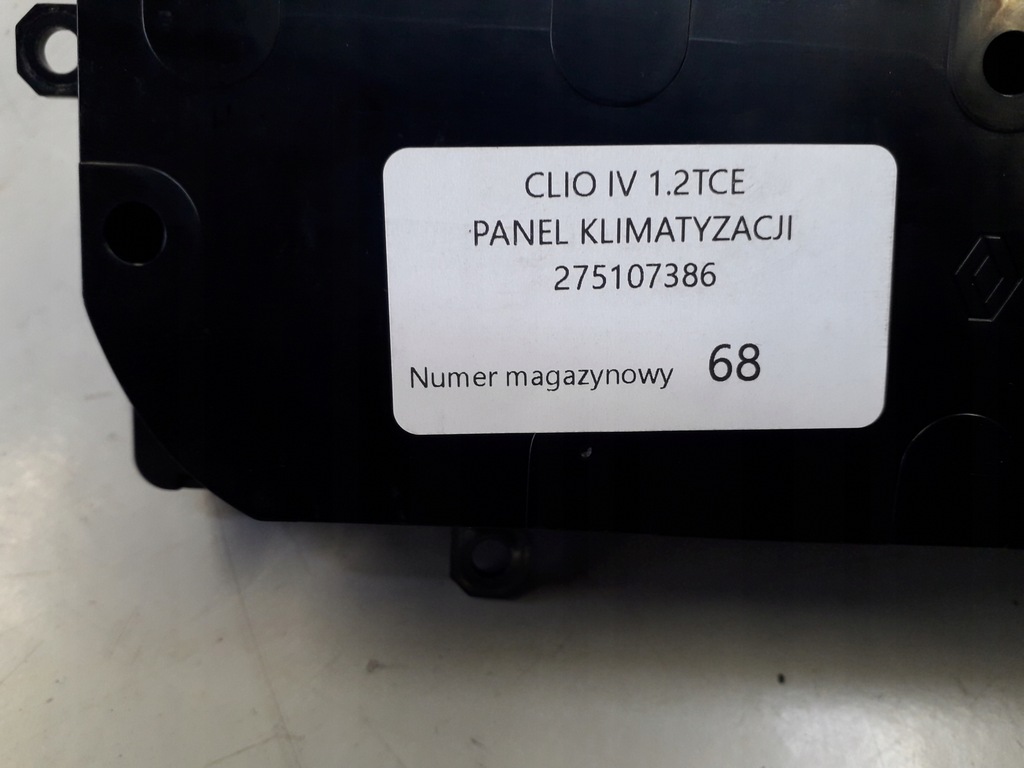 CLIO IV 1.2TCE
PANEL KLIMATYZACJI
275107386
Numer magazynowy 68